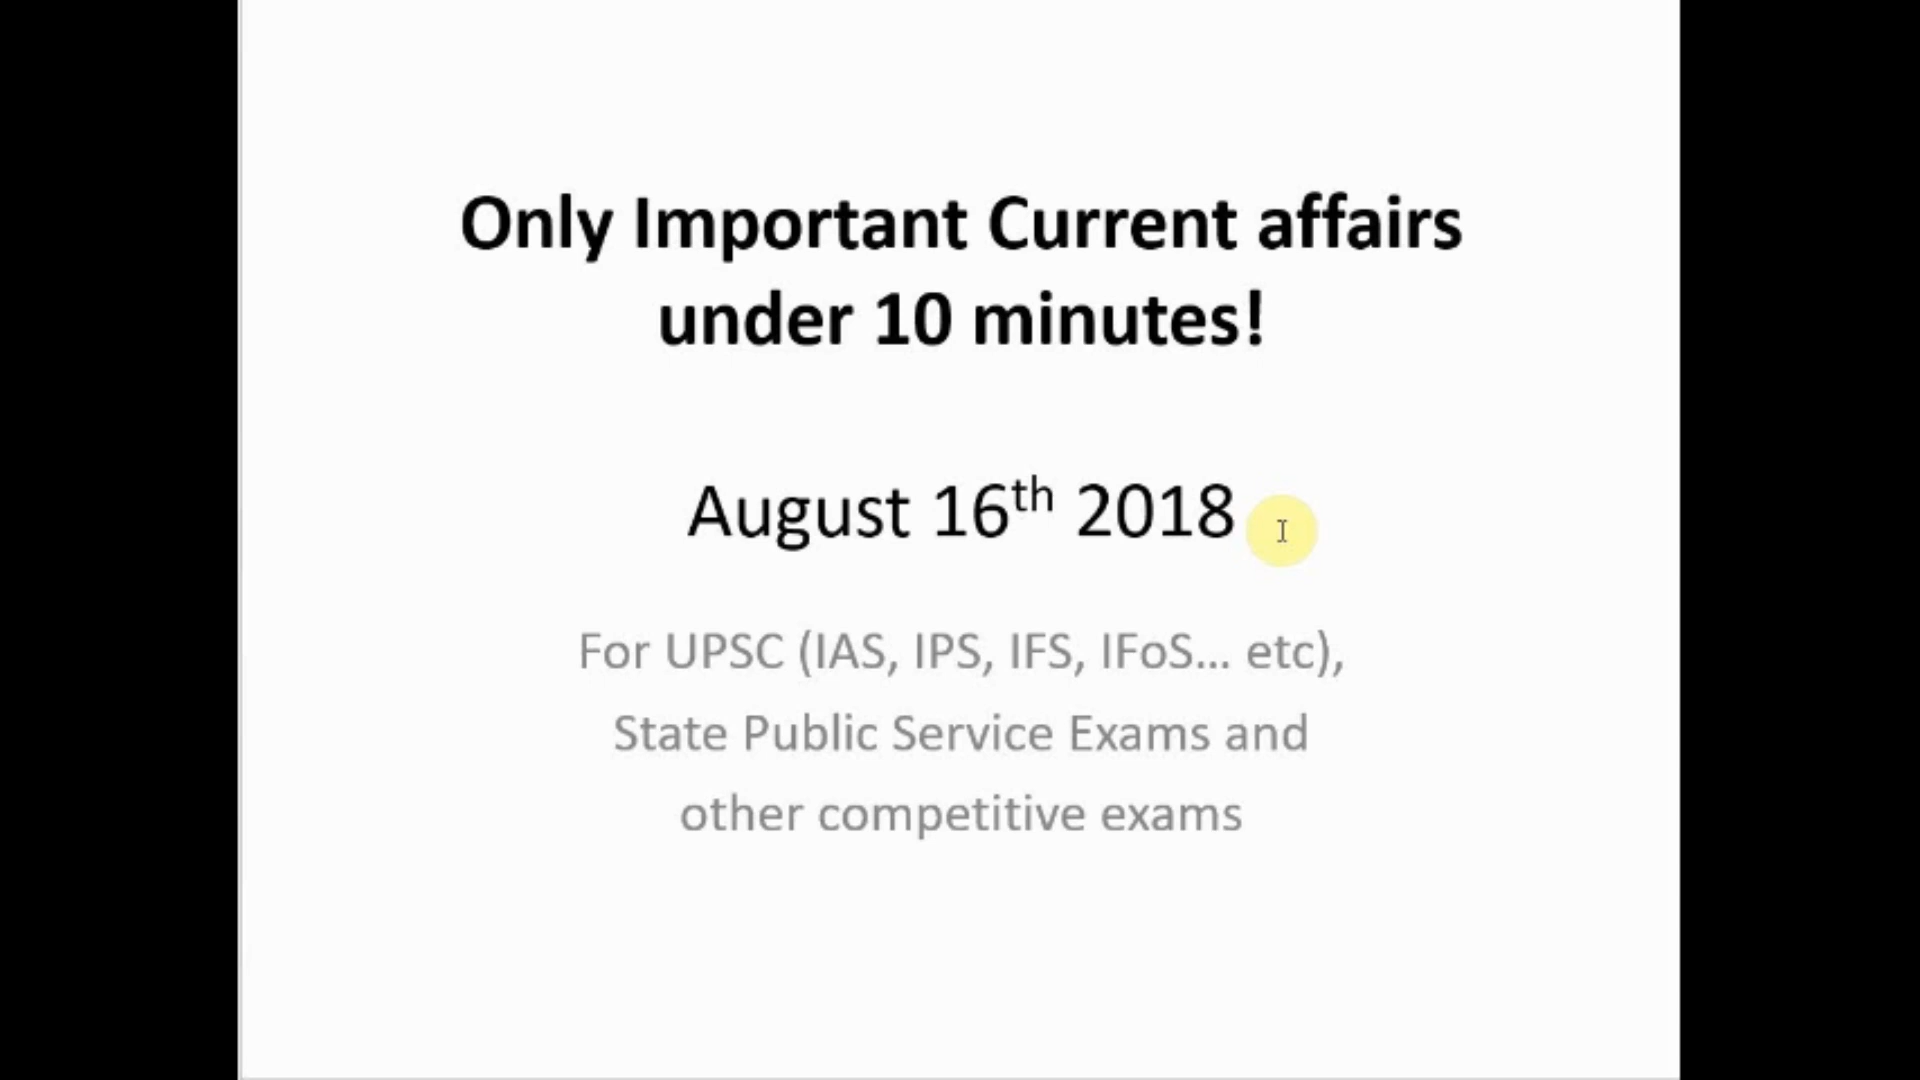 Only Important Current affairs
under 10 minutes!
August 16th 2018
For UPSC (IAS, IPS, IFS, IFoS... etc),
State Public Service Exams and
other competitive exams